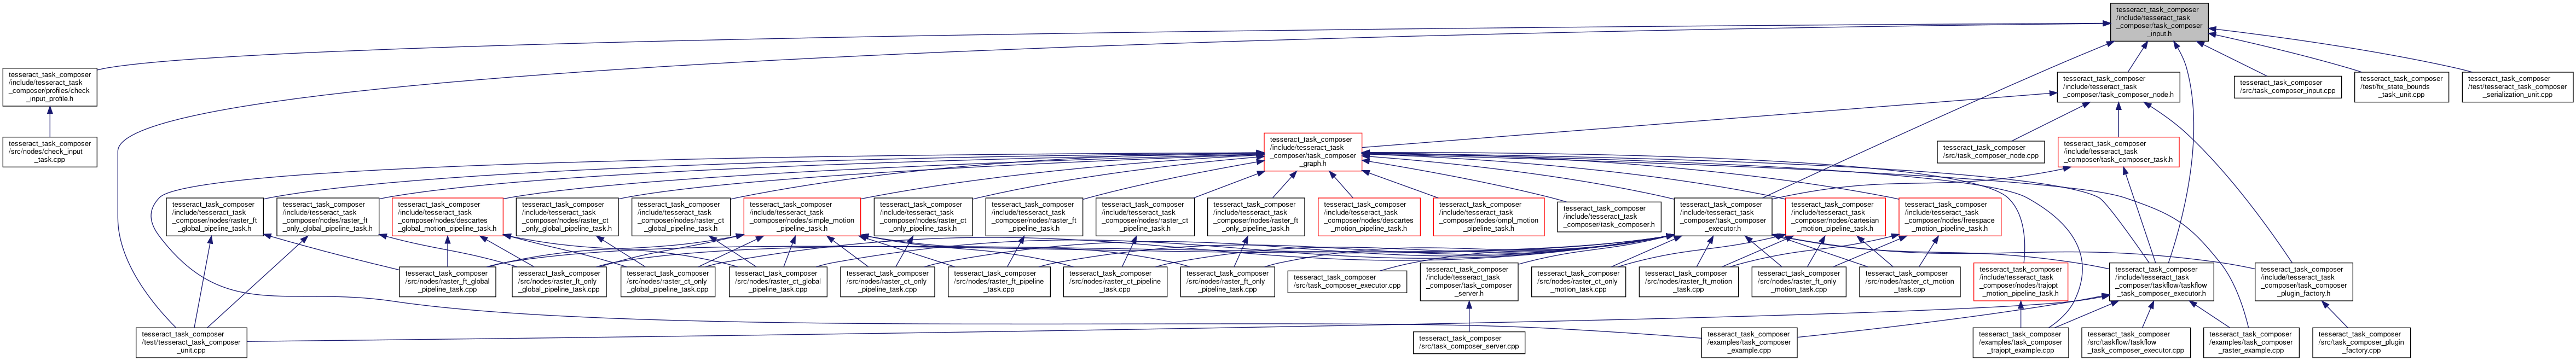 tesseract_task_composer
/include/tesseract_task
_composer/task_composer
_input.h
tesseract_task_composer
/include/tesseract_task
_composer/profiles/check
_input_profile.h
tesseract_task_composer
/include/tesseract_task
_composer/task_composer_node.h
tesseract_task_composer
/src/task_composer_input.cpp
tesseract_task_composer
/test/fix_state_bounds
_task_unit.cpp
tesseract_task_composer
/test/tesseract_task_composer
_serialization_unit.cpp
tesseract_task_composer
/src/nodes/check_input
_task.cpp
tesseract_task_composer
/include/tesseract_task
_composer/task_composer
_graph.h
tesseract_task_composer
/src/task_composer_node.cpp
tesseract_task_composer
/include/tesseract_task
_composer/task_composer_task.h
tesseract_task_composer
/include/tesseract_task
_composer/nodes/raster_ft
_global_pipeline_task.h
tesseract_task_composer
/include/tesseract_task
_composer/nodes/raster_ft
_only_global_pipeline_task.h
tesseract_task_composer
/include/tesseract_task
_composer/nodes/descartes
_global_motion_pipeline_task.h
tesseract_task_composer
/include/tesseract_task
_composer/nodes/raster_ct
_only_global_pipeline_task.h
tesseract_task_composer
/include/tesseract_task
_composer/nodes/raster_ct
_global_pipeline_task.h
tesseract_task_composer
/include/tesseract_task
_composer/nodes/simple_motion
_pipeline_task.h
tesseract_task_composer
/include/tesseract_task
_composer/nodes/raster_ct
_only_pipeline_task.h
tesseract_task_composer
/include/tesseract_task
_composer/nodes/raster_ft
_pipeline_task.h
tesseract_task_composer
/include/tesseract_task
_composer/nodes/raster_ct
_pipeline_task.h
tesseract_task_composer
/include/tesseract_task
_composer/nodes/raster_ft
_only_pipeline_task.h
tesseract_task_composer
/include/tesseract_task
_composer/nodes/descartes
_motion_pipeline_task.h
tesseract_task_composer
/include/tesseract_task
_composer/nodes/ompl_motion
_pipeline_task.h
tesseract_task_composer
/include/tesseract_task
_composer/task_composer.h
tesseract_task_composer
/include/tesseract_task
_composer/task_composer
_executor.h
tesseract_task_composer
/include/tesseract_task
_composer/nodes/cartesian
_motion_pipeline_task.h
tesseract_task_composer
/include/tesseract_task
_composer/nodes/freespace
_motion_pipeline_task.h
tesseract_task_composer
/src/nodes/raster_ft_global
_pipeline_task.cpp
tesseract_task_composer
/src/nodes/raster_ft_only
_global_pipeline_task.cpp
tesseract_task_composer
/src/nodes/raster_ct_only
_global_pipeline_task.cpp
tesseract_task_composer
/src/nodes/raster_ct_global
_pipeline_task.cpp
tesseract_task_composer
/src/nodes/raster_ct_only
_pipeline_task.cpp
tesseract_task_composer
/src/nodes/raster_ft_pipeline
_task.cpp
tesseract_task_composer
/src/nodes/raster_ct_pipeline
_task.cpp
tesseract_task_composer
/src/nodes/raster_ft_only
_pipeline_task.cpp
tesseract_task_composer
/src/task_composer_executor.cpp
tesseract_task_composer
/include/tesseract_task
_composer/task_composer
_server.h
tesseract_task_composer
/src/nodes/raster_ct_only
_motion_task.cpp
tesseract_task_composer
/src/nodes/raster_ft_motion
_task.cpp
tesseract_task_composer
/src/nodes/raster_ft_only
_motion_task.cpp
tesseract_task_composer
/src/nodes/raster_ct_motion
_task.cpp
tesseract_task_composer
/include/tesseract_task
_composer/nodes/trajopt
_motion_pipeline_task.h
tesseract_task_composer
/include/tesseract_task
_composer/taskflow/taskflow
_task_composer_executor.h
tesseract_task_composer
/include/tesseract_task
_composer/task_composer
_plugin_factory.h
tesseract_task_composer
/test/tesseract_task_composer
_unit.cpp
tesseract_task_composer
/src/task_composer_server.cpp
tesseract_task_composer
/examples/task_composer
_example.cpp
tesseract_task_composer
/examples/task_composer
_trajopt_example.cpp
tesseract_task_composer
/src/taskflow/taskflow
_task_composer_executor.cpp
tesseract_task_composer
/examples/task_composer
_raster_example.cpp
tesseract_task_composer
/src/task_composer_plugin
_factory.cpp